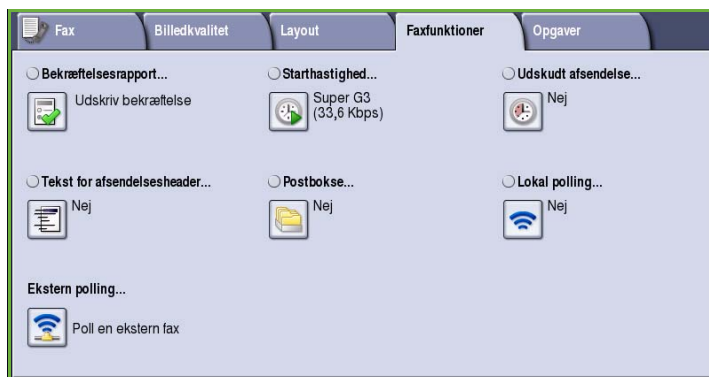 Fax
Billedkvalitet
Layout
Faxfunktioner
Opgaver
Bekræftelsesrapport...
Udskriv bekræftelse
Starthastighed...
Super G3
(33,6 Kbps)
Udskudt afsendelse...
Nej
Tekst for afsendelsesheader...
Nej
Postbokse...
Nej
Lokal polling...
Nej
Ekstern polling...
Poll en ekstern fax